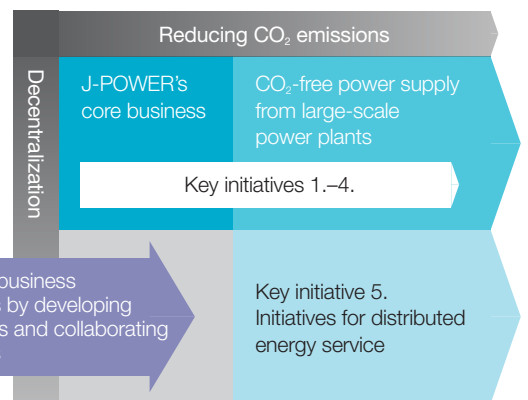 Reducing CO₂ emissions
Decentralization
J-POWER's
core business
CO₂-free power supply
from large-scale
power plants
Key initiatives 1.–4.
business
by developing
and collaborating
Key initiative 5.
Initiatives for distributed
energy service